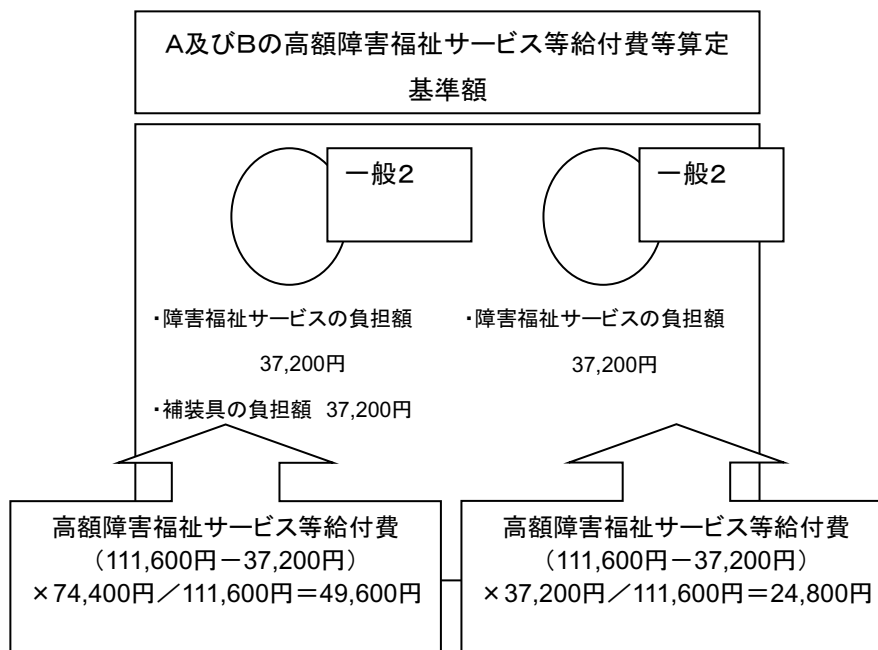 A及びBの高額障害福祉サービス等給付費等算定
基準額
一般2
一般2
・障害福祉サービスの負担額
37,200円
・補装具の負担額 37,200円
・障害福祉サービスの負担額
37,200円
高額障害福祉サービス等給付費
（111,600円－37,200円）
×74,400円／111,600円＝49,600円
高額障害福祉サービス等給付費
（111,600円－37,200円）
×37,200円／111,600円＝24,800円